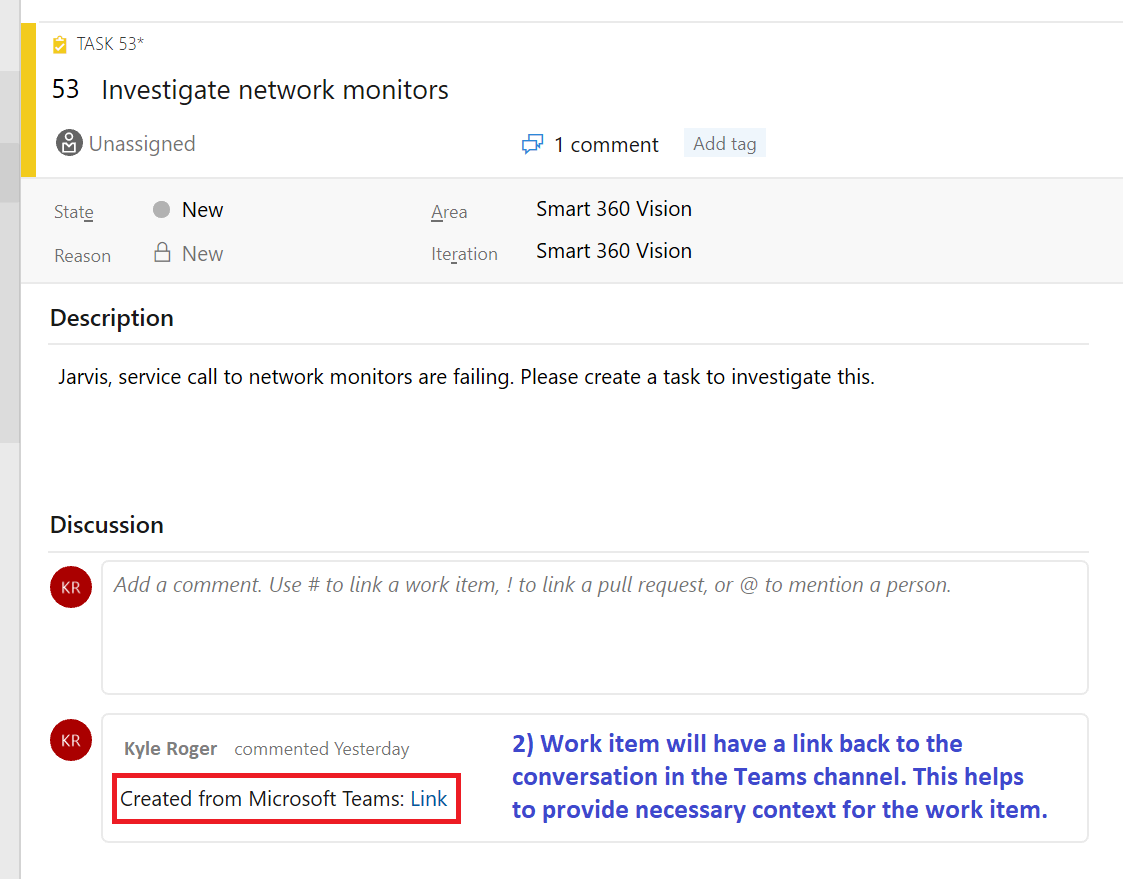 TASK 53*
53 Investigate network monitors
Unassigned
1 comment
Add tag
State New
Area Smart 360 Vision
Reason New
Iteration Smart 360 Vision
Description
Jarvis, service call to network monitors are failing. Please create a task to investigate this.
Discussion
KR
Add a comment. Use # to link a work item, ! to link a pull request, or @ to mention a person.
KR
Kyle Roger commented Yesterday
Created from Microsoft Teams: Link
2) Work item will have a link back to the
conversation in the Teams channel. This helps
to provide necessary context for the work item.